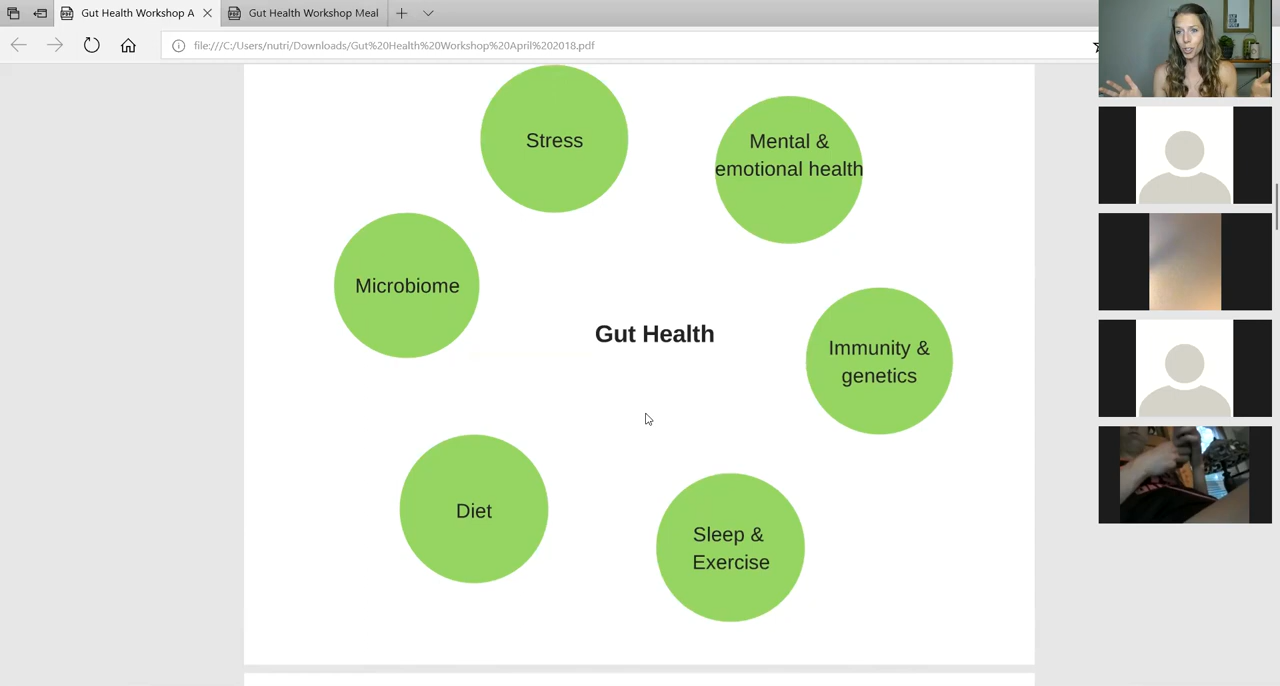 Gut Health Workshop A
Gut Health Workshop Meal
file:///C:/Users/nutri/Downloads/Gut%20Health%20Workshop%20April%202018.pdf
Stress
Mental &
emotional health
Microbiome
Gut Health
Immunity &
genetics
Diet
Sleep &
Exercise